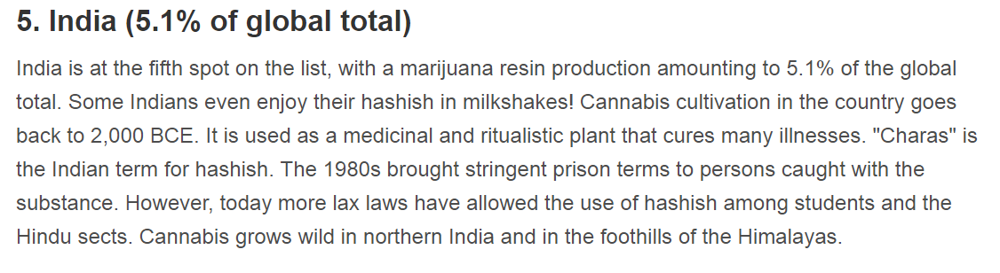 5. India (5.1% of global total)
India is at the fifth spot on the list, with a marijuana resin production amounting to 5.1% of the global
total. Some Indians even enjoy their hashish in milkshakes! Cannabis cultivation in the country goes
back to 2,000 BCE. It is used as a medicinal and ritualistic plant that cures many illnesses. "Charas" is
the Indian term for hashish. The 1980s brought stringent prison terms to persons caught with the
substance. However, today more lax laws have allowed the use of hashish among students and the
Hindu sects. Cannabis grows wild in northern India and in the foothills of the Himalayas.